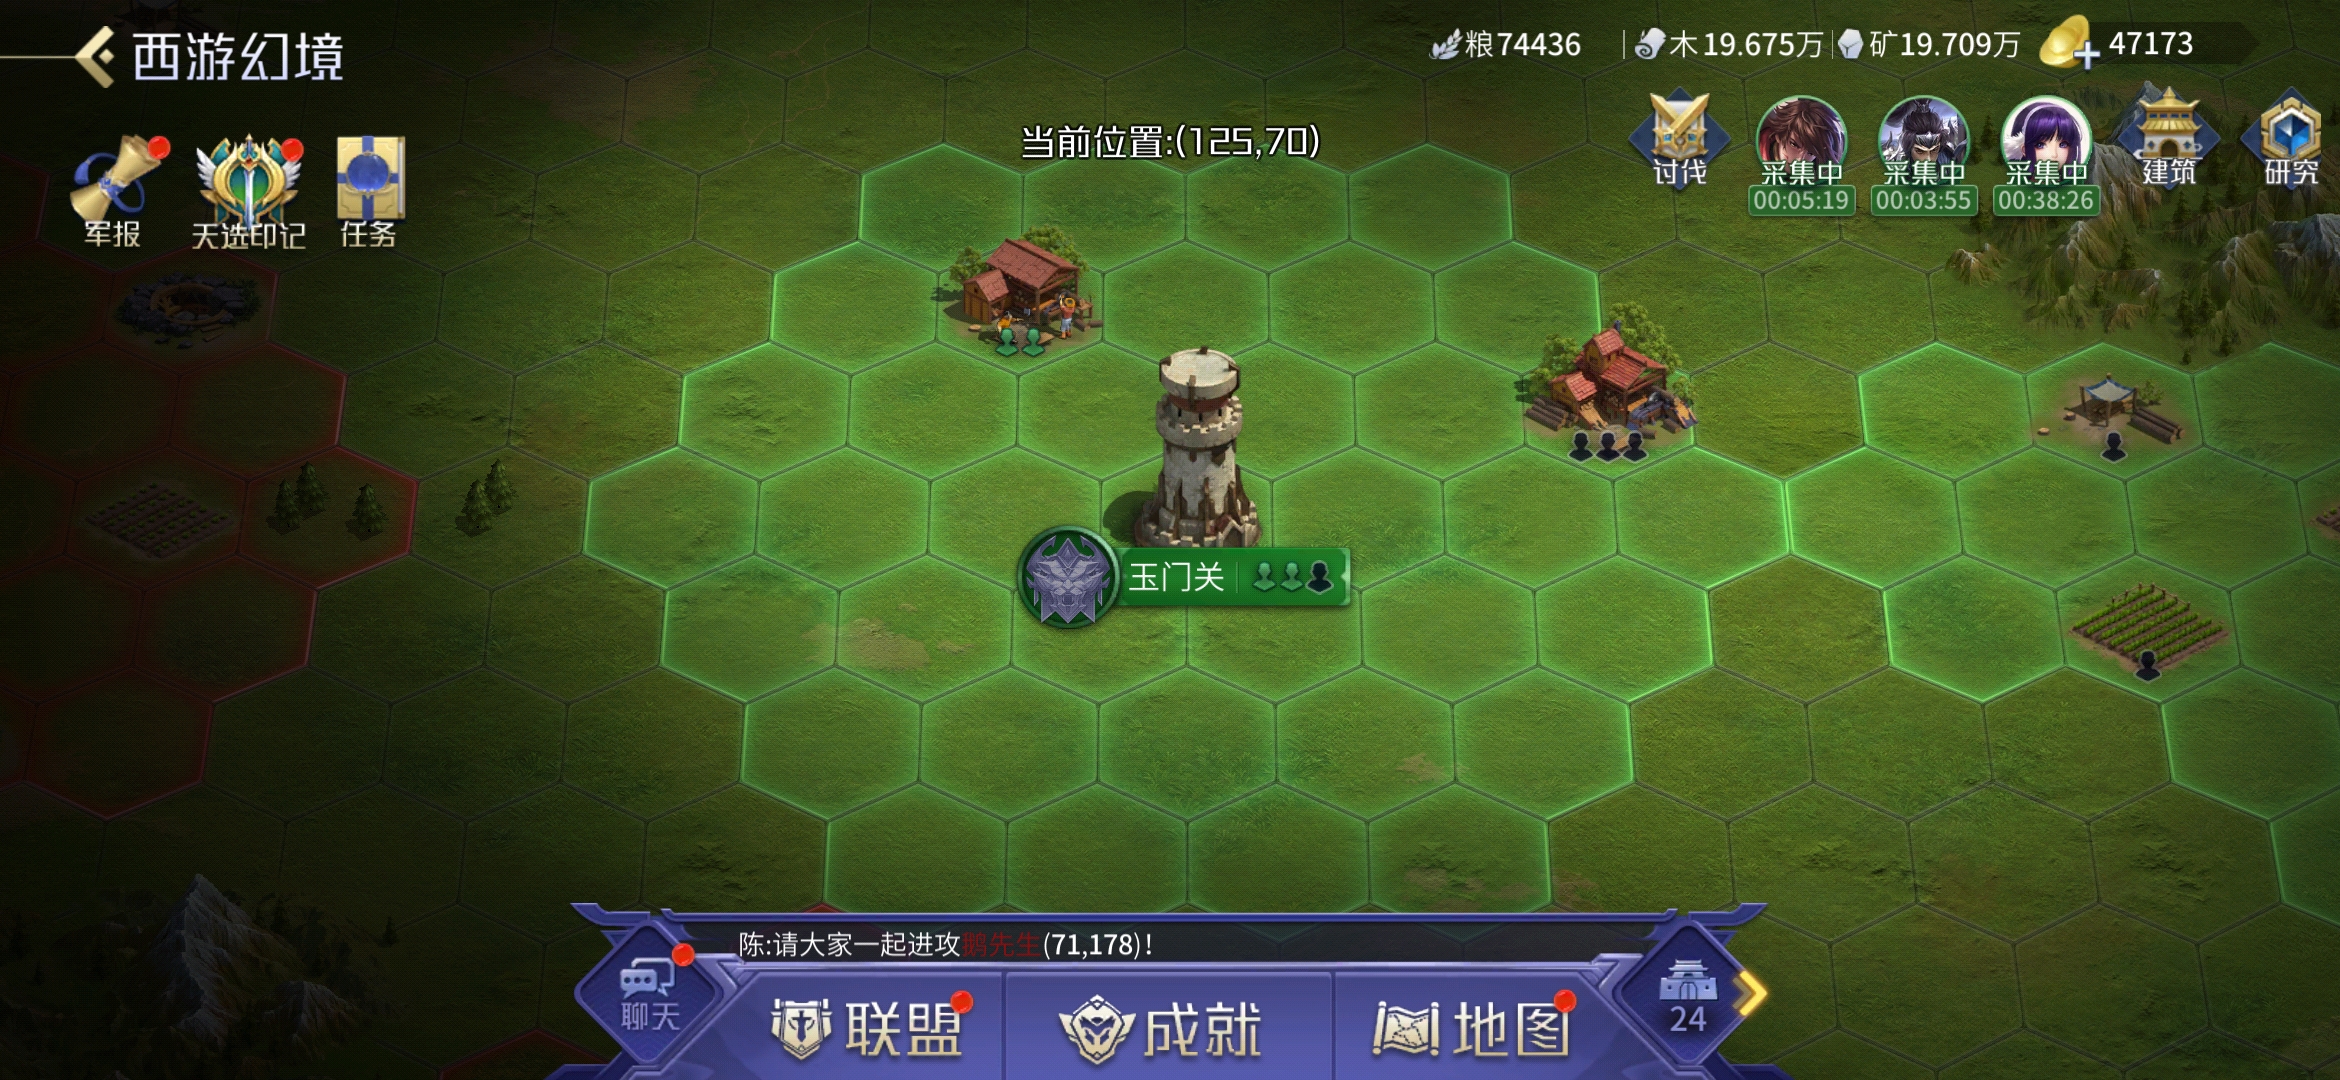 西游幻境
粮74436
木19.675万
矿19.709万
47173
军报
天选印记
任务
当前位置:(125,70)
讨伐
采集中
00:05:19
采集中
00:03:55
采集中
00:38:26
建筑
研究
玉门关
陈:请大家一起进攻鹅先生(71,178)!
聊天
联盟
成就
地图
24